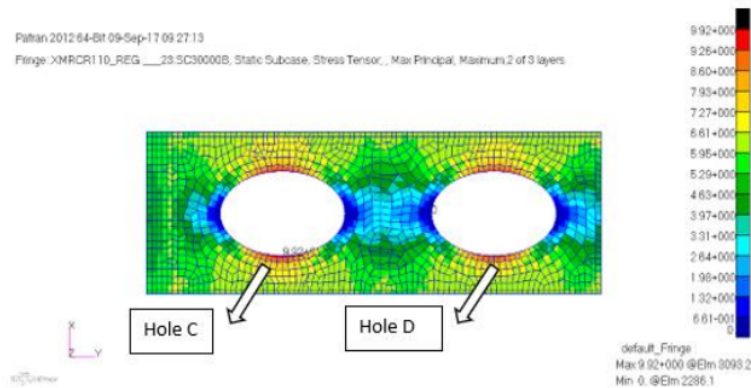 Patran 2012 64-Bit 09-Sep-17 09:27:13
Fringe: XMRCR110_REG___23:SC30000B, Static Subcase, Stress Tensor, , Max Principal, Maximum,2 of 3 layers
9.92+000
9.26+000
8.60+000
7.93+000
7.27+000
6.61+000
5.95+000
5.29+000
4.63+000
3.97+000
3.31+000
2.64+000
1.98+000
1.32+000
6.61-001
0.
Hole C
Hole D
X
Z Y
default_Fringe :
Max 9.92+000 @Elm 3093.2
Min 0. @Elm 2286.1